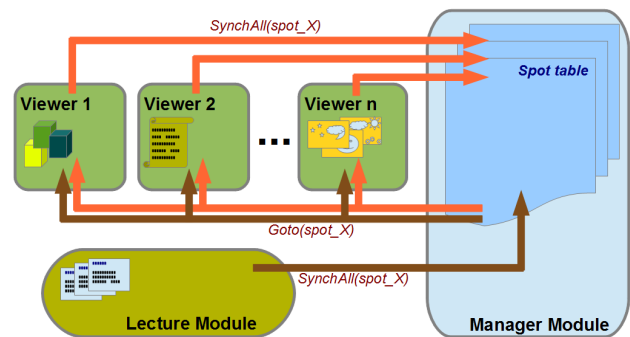 SynchAll(spot_X)
Spot table
Viewer 1
Viewer 2
Viewer n
...
Goto(spot_X)
SynchAll(spot_X)
Lecture Module
Manager Module